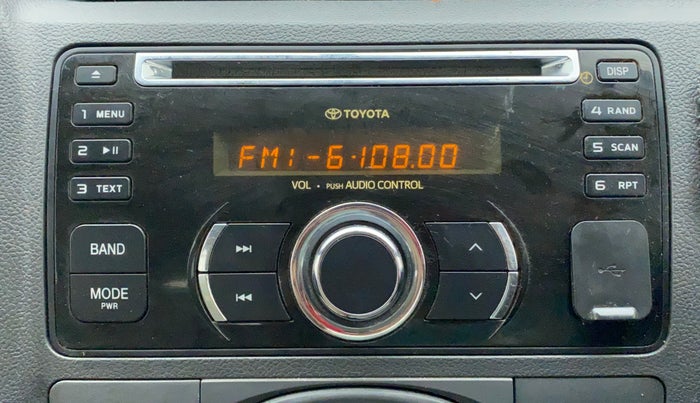 DISP
1 MENU
4 RAND
TOYOTA
2
5 SCAN
FM1-6·108.00
3 TEXT
6 RPT
VOL · PUSH AUDIO CONTROL
BAND
MODE
PWR